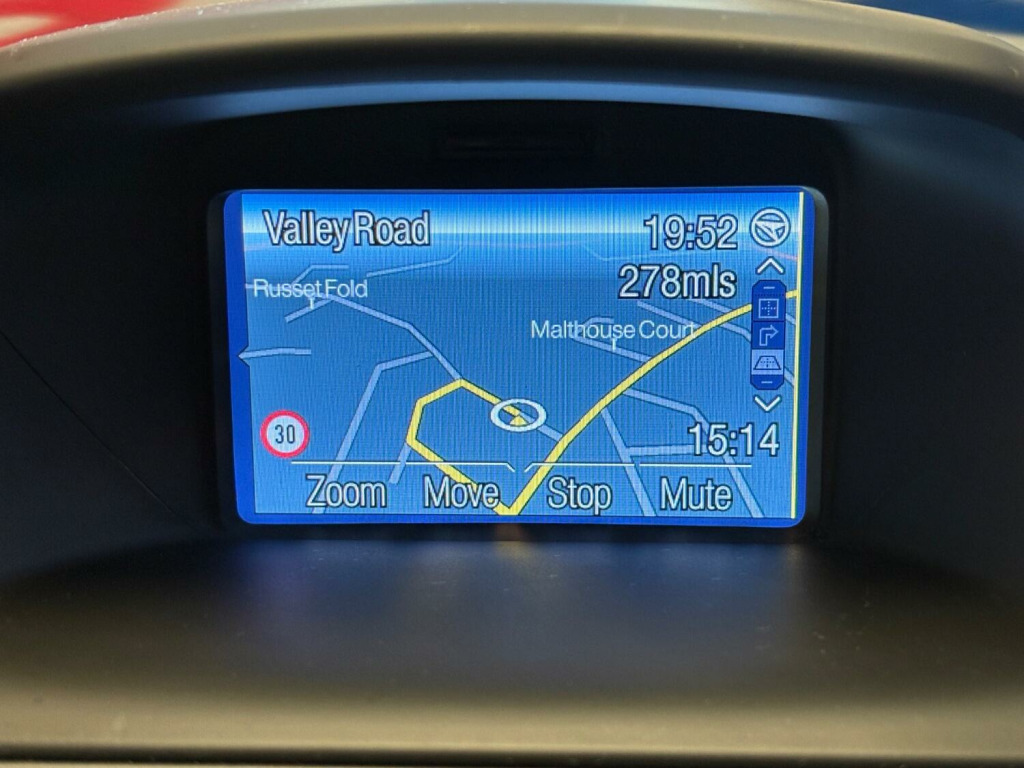 Valley Road
19:52
278mls
Russet Fold
Malthouse Court
30
15:14
Zoom Move Stop Mute